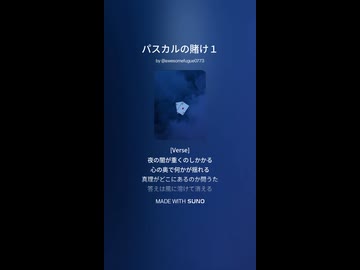 パスカルの賭け１
by @awesomefugue0773
[Verse]
夜の闇が重くのしかかる
心の奥で何かが揺れる
真理がどこにあるのか問うた
答えは風に溶けて消える
MADE WITH SUNO